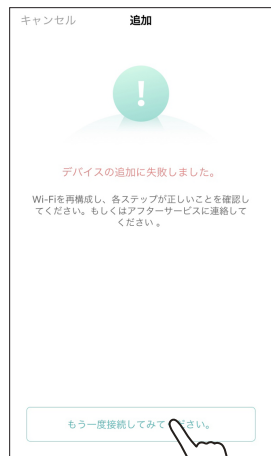 キャンセル 追加
!
デバイスの追加に失敗しました。
Wi-Fiを再構成し、各ステップが正しいことを確認し
てください。もしくはアフターサービスに連絡して
ください 。
もう一度接続してみて ださい。